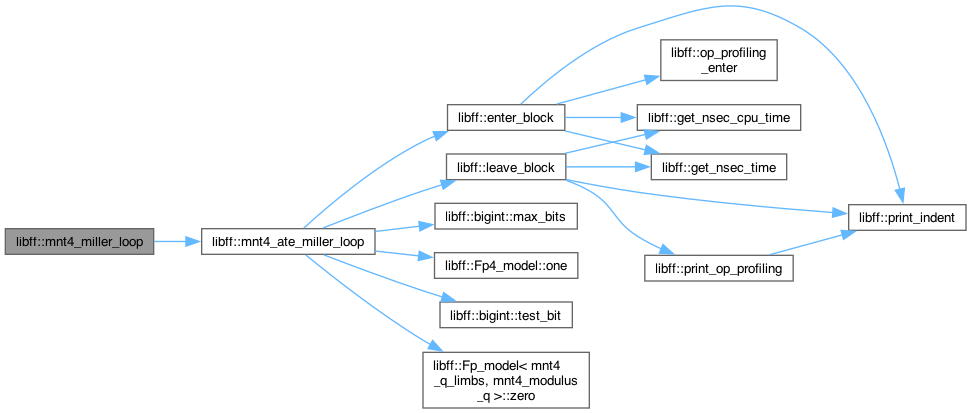 libff::mnt4_miller_loop
libff::mnt4_ate_miller_loop
libff::enter_block
libff::leave_block
libff::bigint::max_bits
libff::Fp4_model::one
libff::bigint::test_bit
libff::Fp_model< mnt4
_q_limbs, mnt4_modulus
_q >::zero
libff::op_profiling
_enter
libff::get_nsec_cpu_time
libff::get_nsec_time
libff::print_op_profiling
libff::print_indent